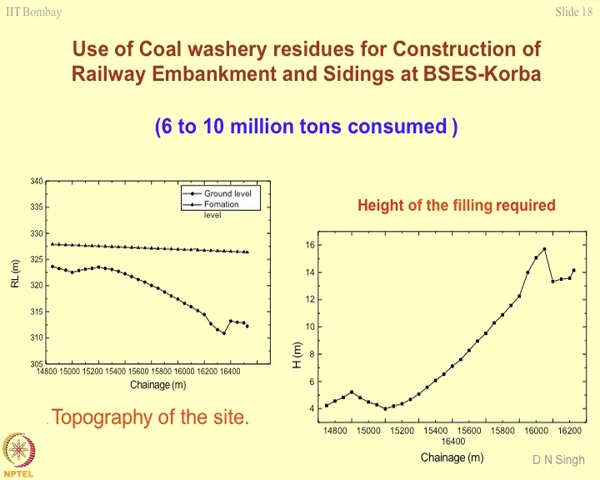 IIT Bombay
Slide 18
Use of Coal washery residues for Construction of
Railway Embankment and Sidings at BSES-Korba
(6 to 10 million tons consumed )
340
335
330
325
320
315
310
305
RL (m)
Ground level
Fomation
level
14800 15000 15200 15400 15600 15800 16000 16200 16400
Chainage (m)
. Topography of the site.
Height of the filling required
16
14
12
10
8
6
4
H (m)
14800 15000 15200 15400 15600 15800 16000 16200
16400
Chainage (m)
D N Singh
NPTEL